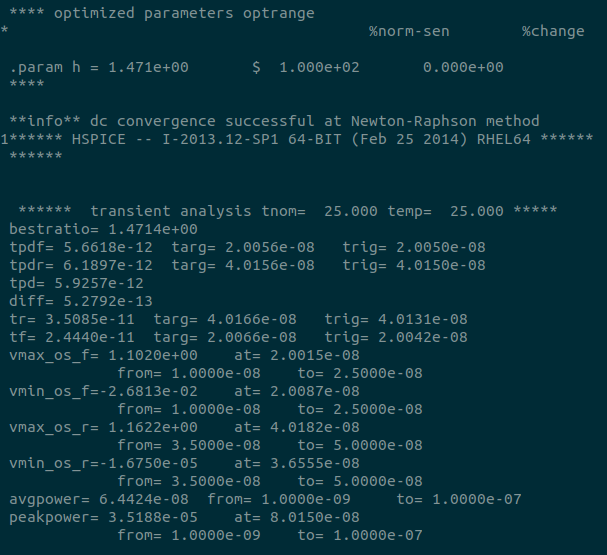 **** optimized parameters optrange
* %norm-sen %change
.param h = 1.471e+00 $ 1.000e+02 0.000e+00
****
**info** dc convergence successful at Newton-Raphson method
1****** HSPICE -- I-2013.12-SP1 64-BIT (Feb 25 2014) RHEL64 ******
******
****** transient analysis tnom= 25.000 temp= 25.000 *****
bestratio= 1.4714e+00
tpdf= 5.6618e-12 targ= 2.0056e-08 trig= 2.0050e-08
tpdr= 6.1897e-12 targ= 4.0156e-08 trig= 4.0150e-08
tpd= 5.9257e-12
diff= 5.2792e-13
tr= 3.5085e-11 targ= 4.0166e-08 trig= 4.0131e-08
tf= 2.4440e-11 targ= 2.0066e-08 trig= 2.0042e-08
vmax_os_f= 1.1020e+00 at= 2.0015e-08
from= 1.0000e-08 to= 2.5000e-08
vmin_os_f=-2.6813e-02 at= 2.0087e-08
from= 1.0000e-08 to= 2.5000e-08
vmax_os_r= 1.1622e+00 at= 4.0182e-08
from= 3.5000e-08 to= 5.0000e-08
vmin_os_r=-1.6750e-05 at= 3.6555e-08
from= 3.5000e-08 to= 5.0000e-08
avgpower= 6.4424e-08 from= 1.0000e-09 to= 1.0000e-07
peakpower= 3.5188e-05 at= 8.0150e-08
from= 1.0000e-09 to= 1.0000e-07